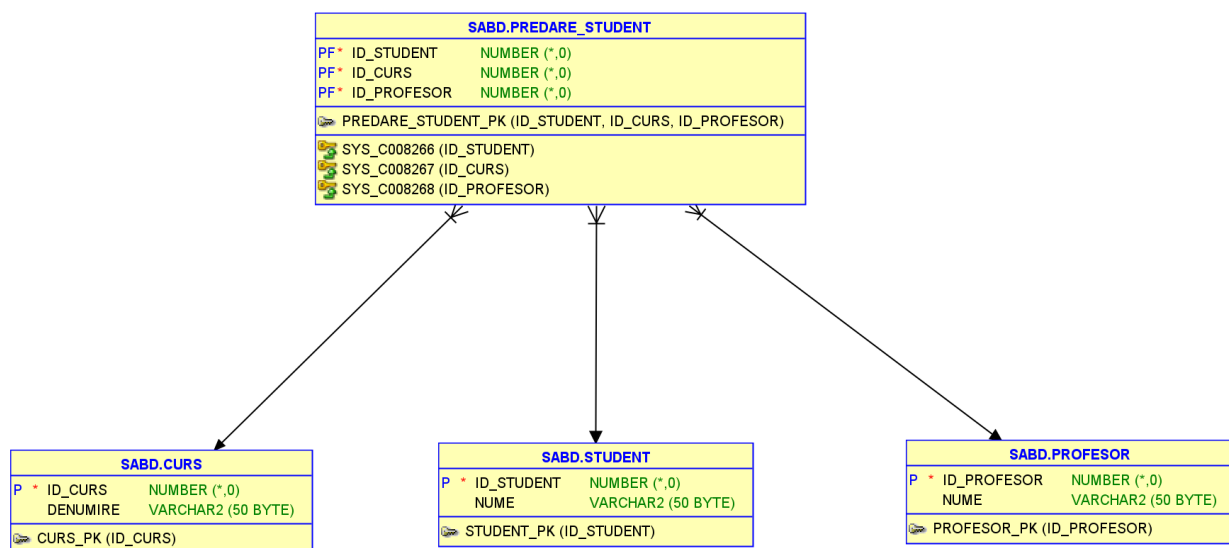 SABD.PREDARE_STUDENT
PF* ID_STUDENT NUMBER (*,0)
PF* ID_CURS NUMBER (*,0)
PF* ID_PROFESOR NUMBER (*,0)
PREDARE_STUDENT_PK (ID_STUDENT, ID_CURS, ID_PROFESOR)
SYS_C008266 (ID_STUDENT)
SYS_C008267 (ID_CURS)
SYS_C008268 (ID_PROFESOR)
SABD.CURS
P * ID_CURS NUMBER (*,0)
DENUMIRE VARCHAR2 (50 BYTE)
CURS_PK (ID_CURS)
SABD.STUDENT
P * ID_STUDENT NUMBER (*,0)
NUME VARCHAR2 (50 BYTE)
STUDENT_PK (ID_STUDENT)
SABD.PROFESOR
P * ID_PROFESOR NUMBER (*,0)
NUME VARCHAR2 (50 BYTE)
PROFESOR_PK (ID_PROFESOR)